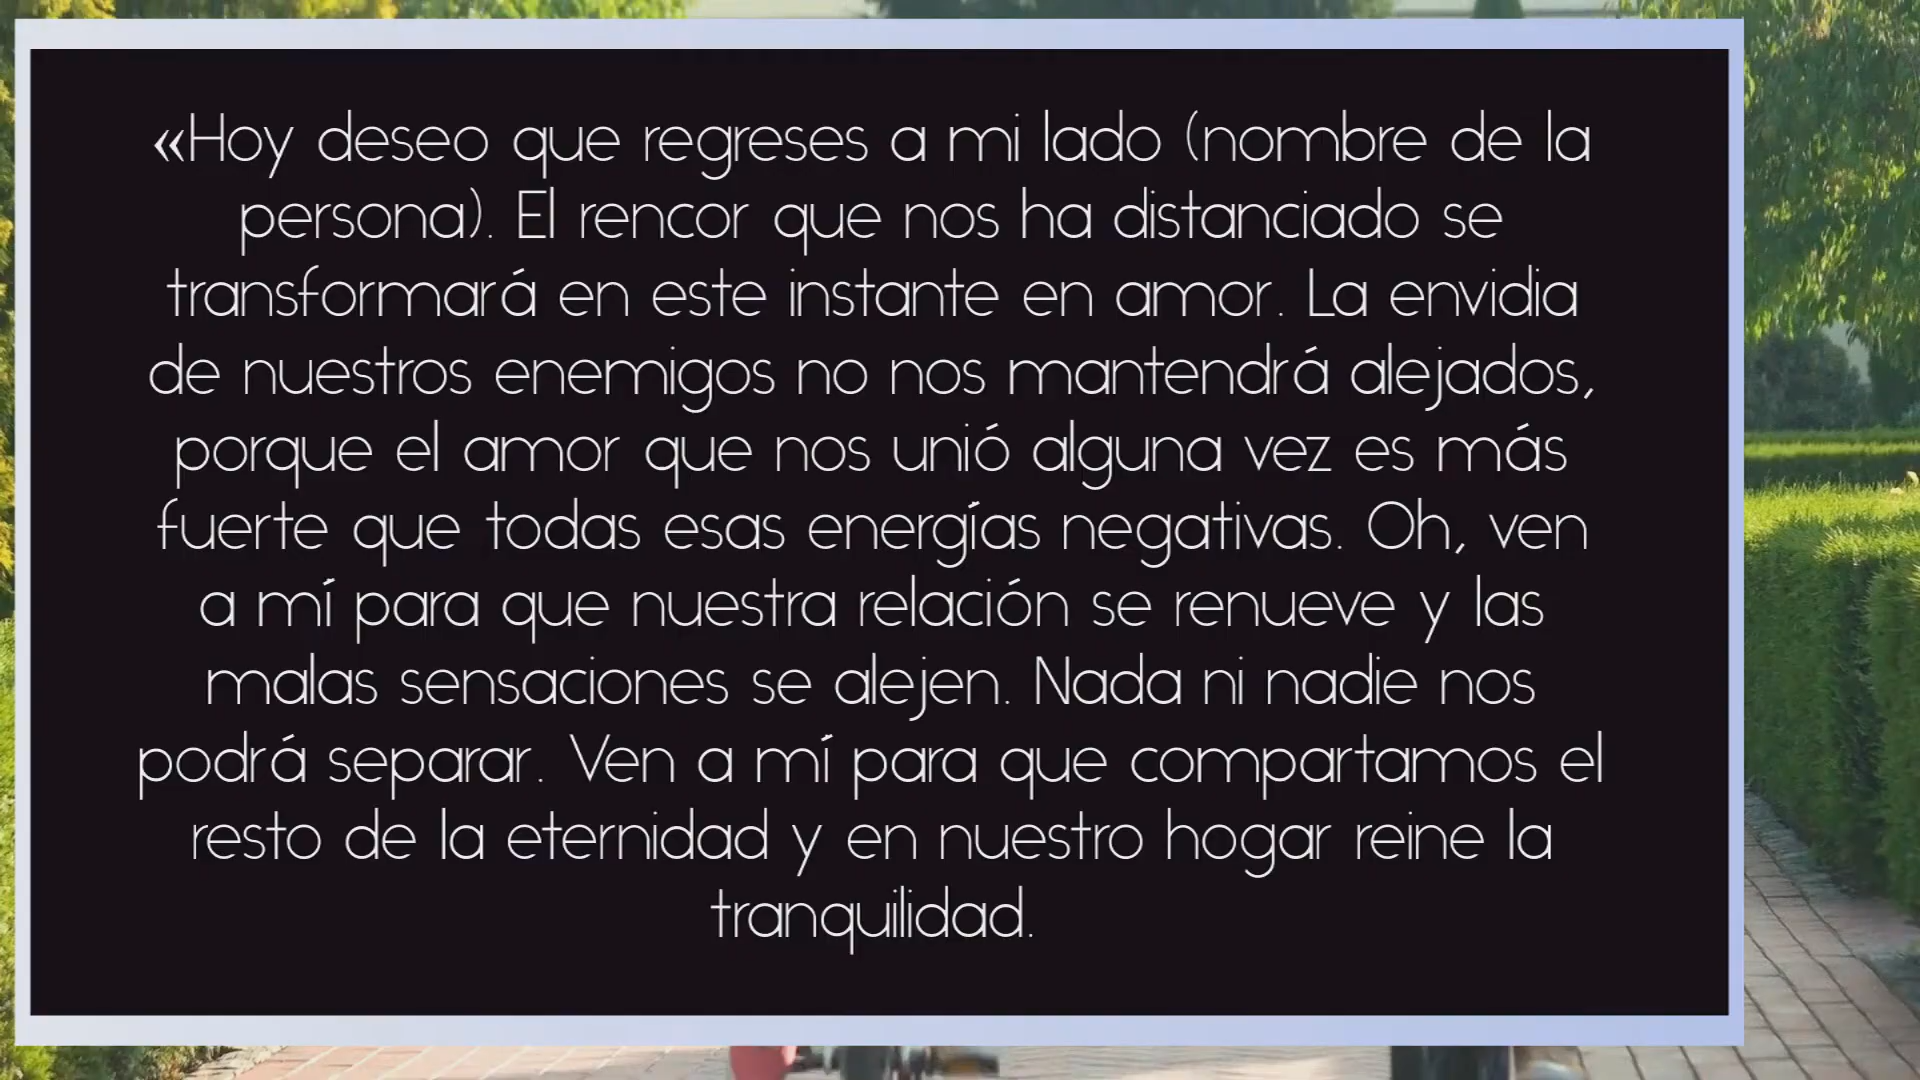 «Hoy deseo que regreses a mi lado (nombre de la
persona). El rencor que nos ha distanciado se
transformará en este instante en amor. La envidia
de nuestros enemigos no nos mantendrá alejados,
porque el amor que nos unió alguna vez es más
fuerte que todas esas energías negativas. Oh, ven
a mí para que nuestra relación se renueve y las
malas sensaciones se alejen. Nada ni nadie nos
podrá separar. Ven a mí para que compartamos el
resto de la eternidad y en nuestro hogar reine la
tranquilidad.